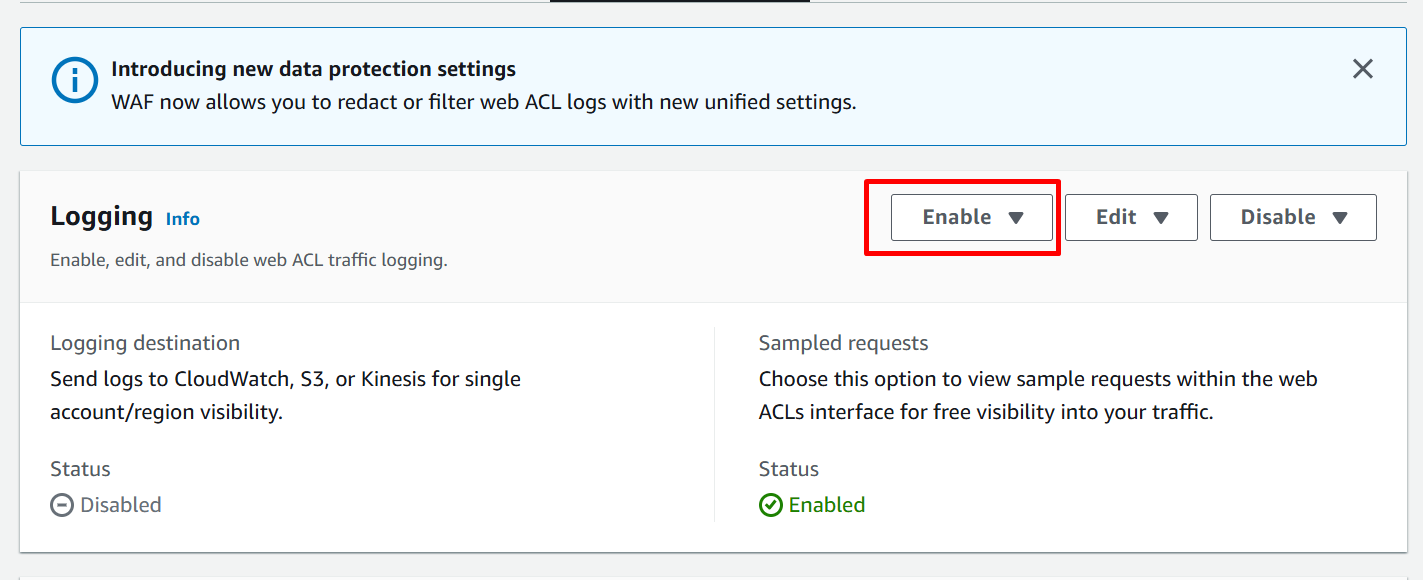 Introducing new data protection settings
WAF now allows you to redact or filter web ACL logs with new unified settings.
Logging Info
Enable Edit Disable
Enable, edit, and disable web ACL traffic logging.
Logging destination
Send logs to CloudWatch, S3, or Kinesis for single
account/region visibility.
Status
Disabled
Sampled requests
Choose this option to view sample requests within the web
ACLs interface for free visibility into your traffic.
Status
Enabled